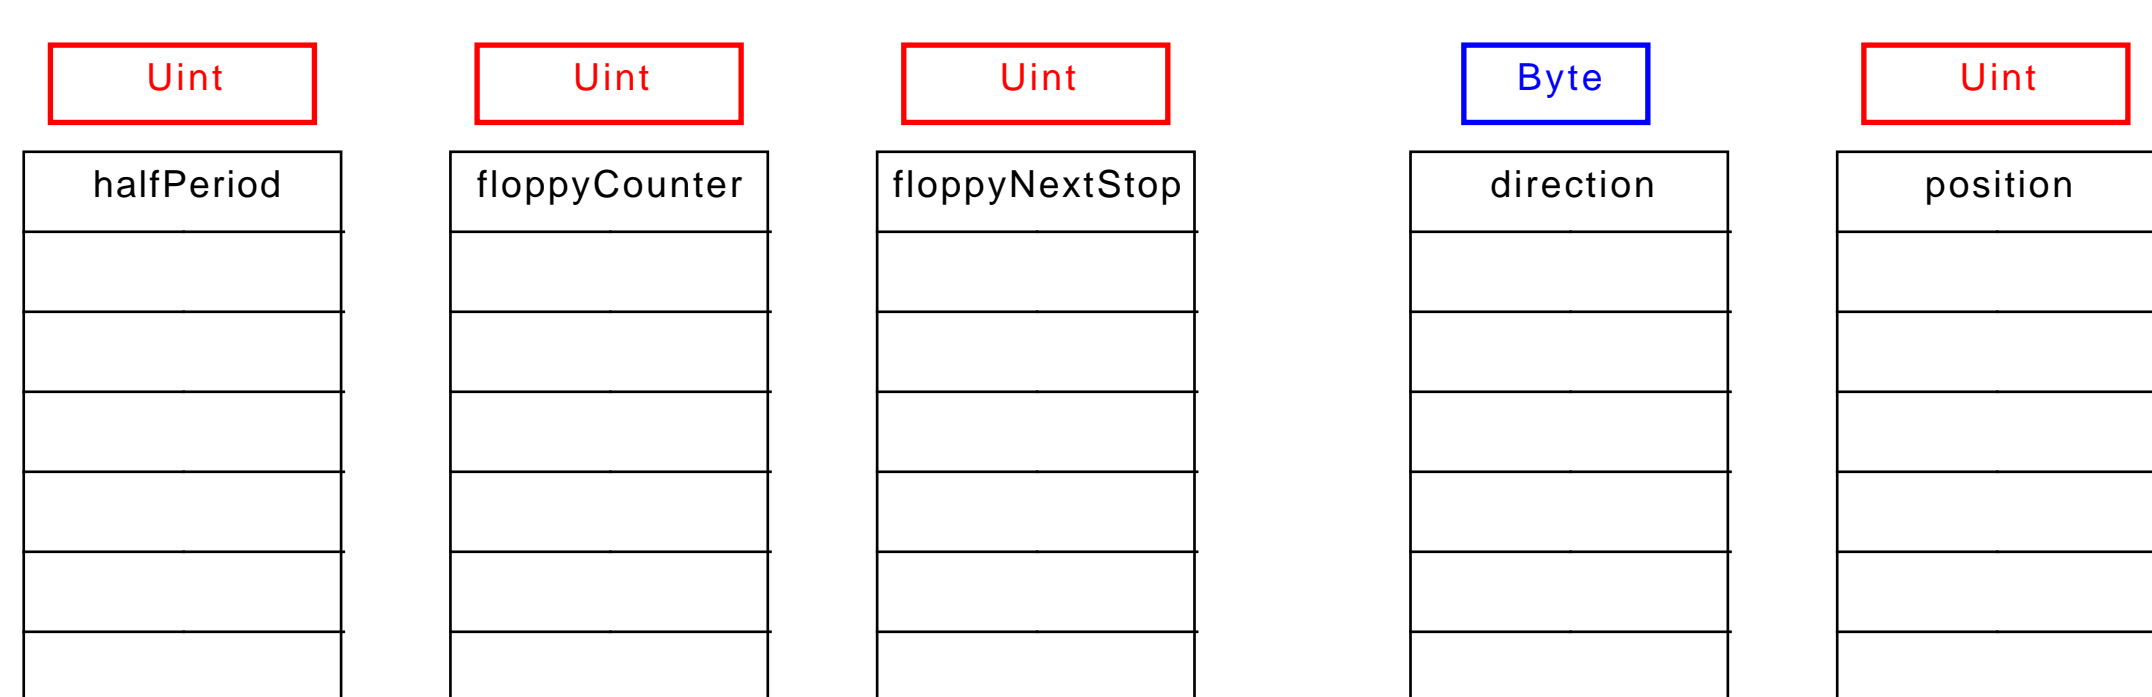 Uint Uint Uint Byte Uint
halfPeriod floppyCounter floppyNextStop direction position